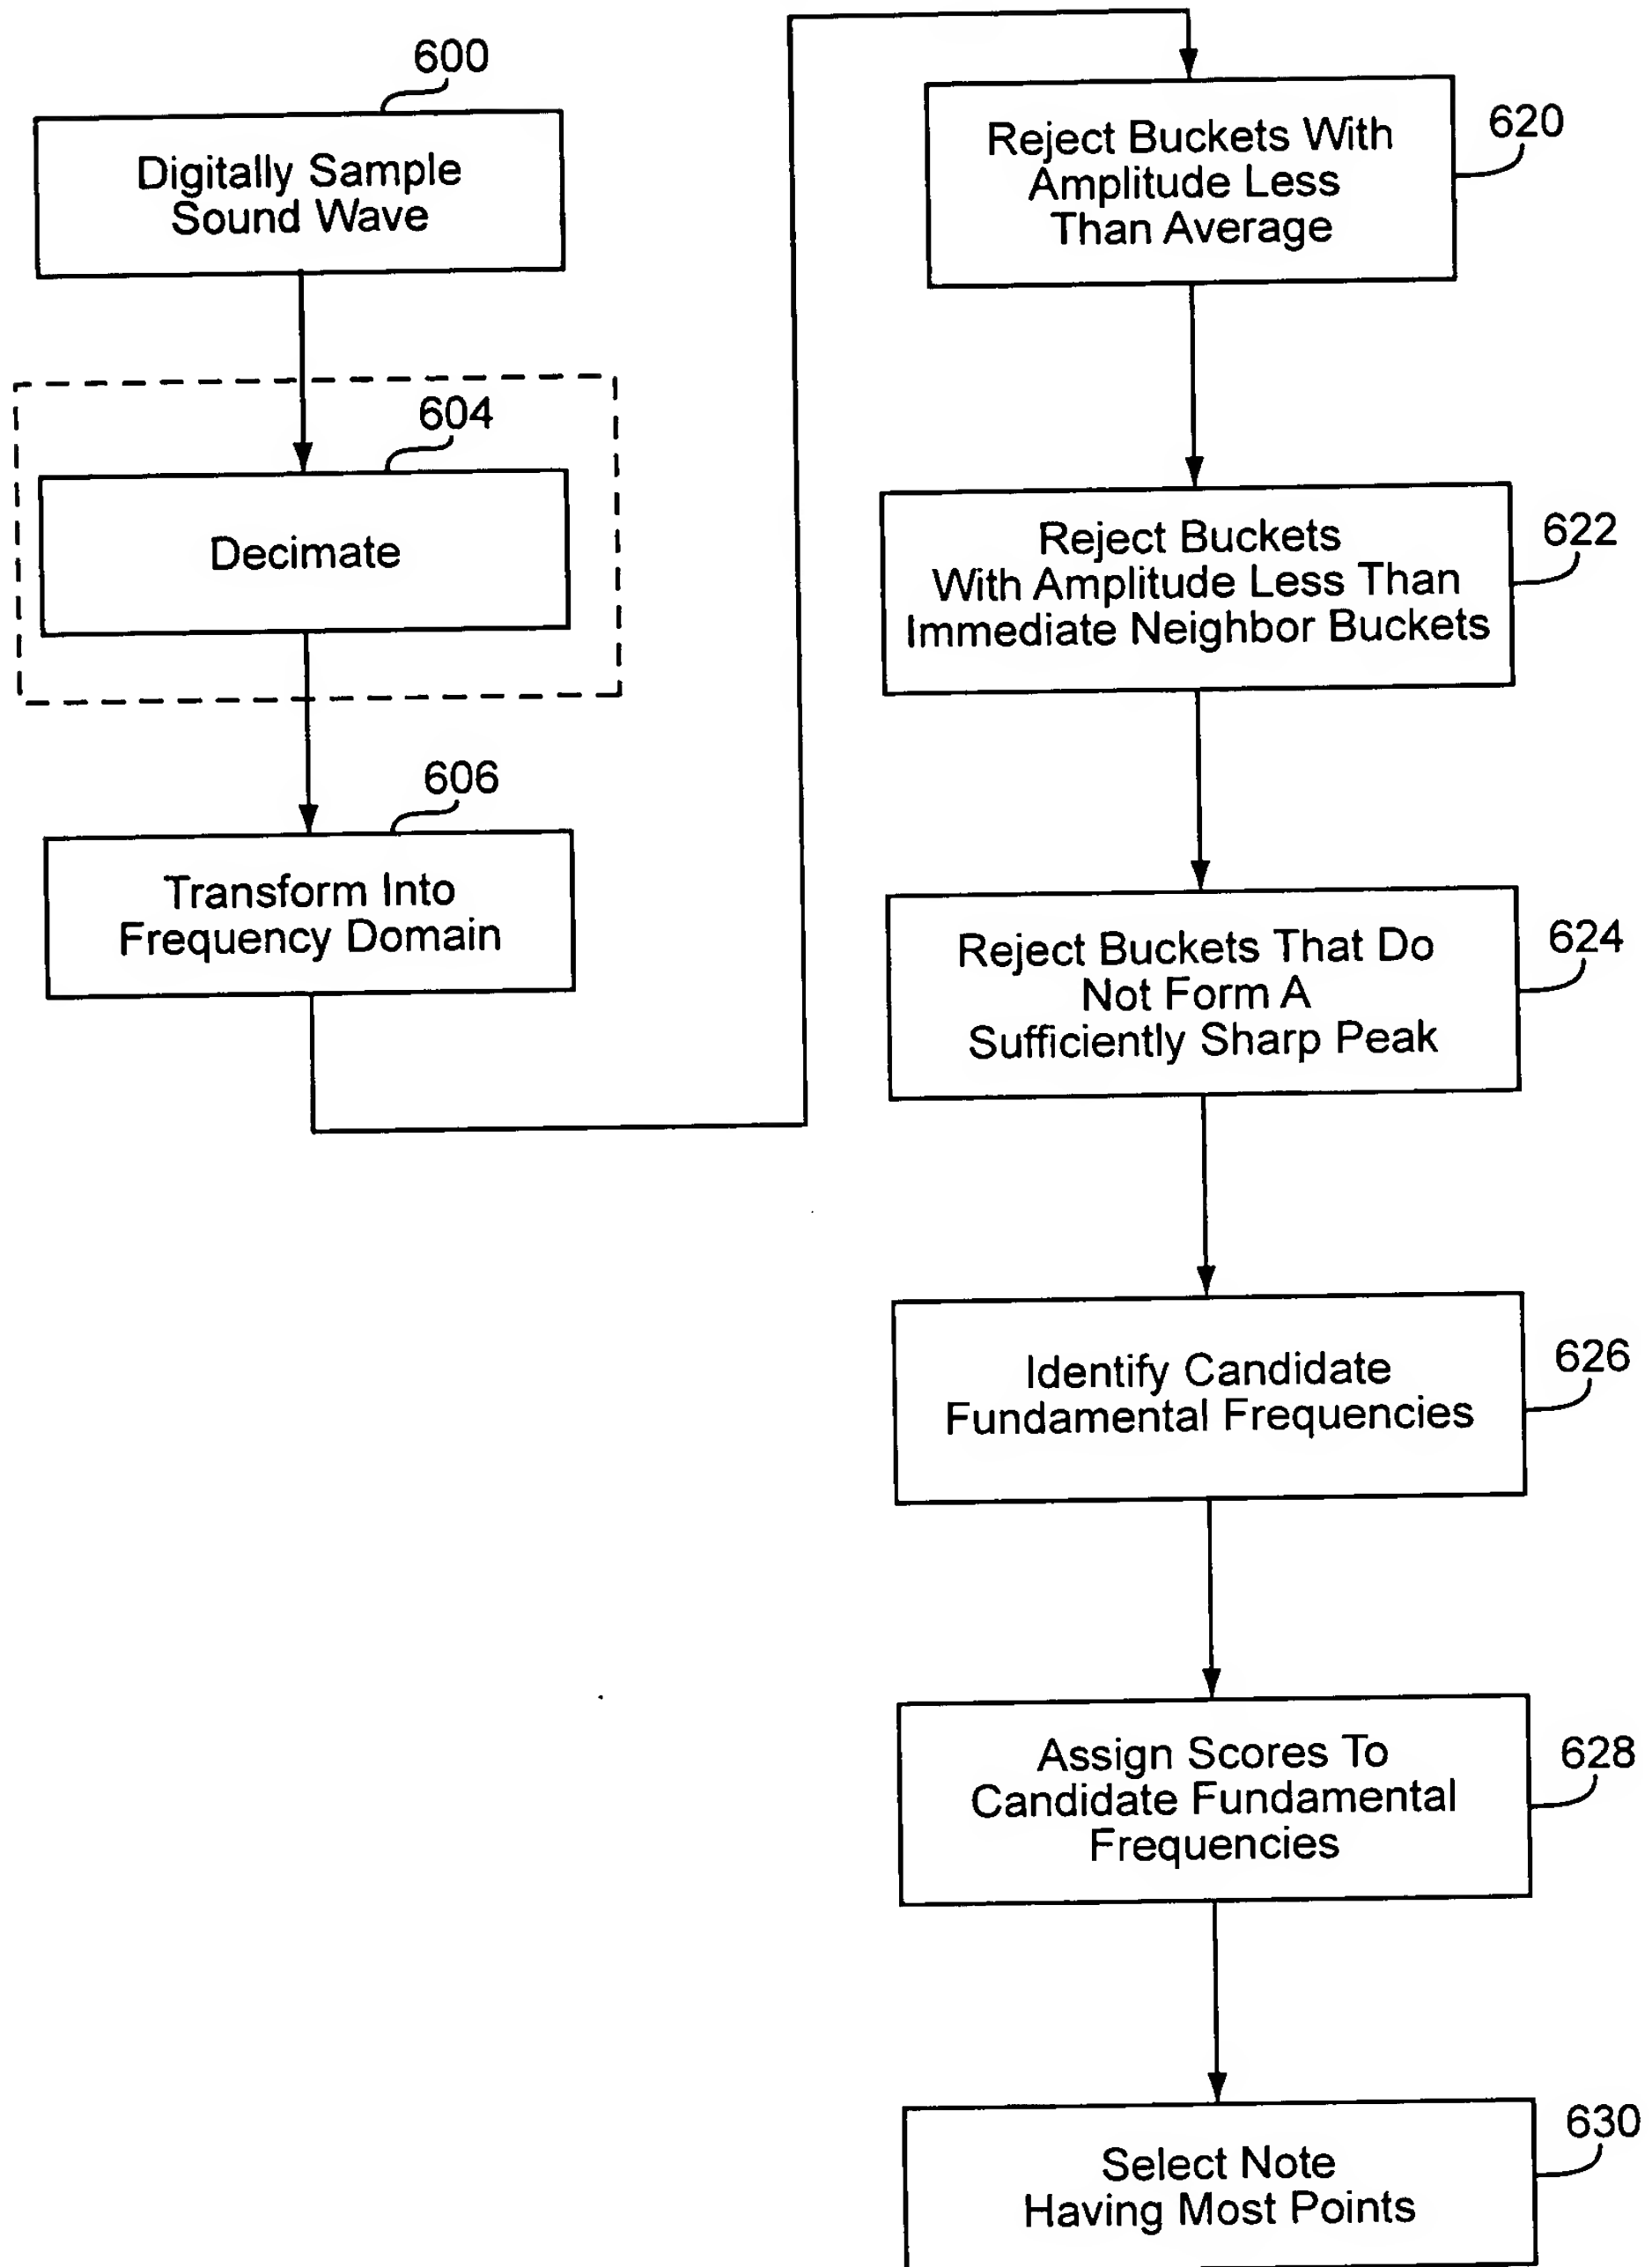 600
Digitally Sample
Sound Wave
604
Decimate
606
Transform Into
Frequency Domain
620
Reject Buckets With
Amplitude Less
Than Average
622
Reject Buckets
With Amplitude Less Than
Immediate Neighbor Buckets
624
Reject Buckets That Do
Not Form A
Sufficiently Sharp Peak
626
Identify Candidate
Fundamental Frequencies
628
Assign Scores To
Candidate Fundamental
Frequencies
630
Select Note
Having Most Points